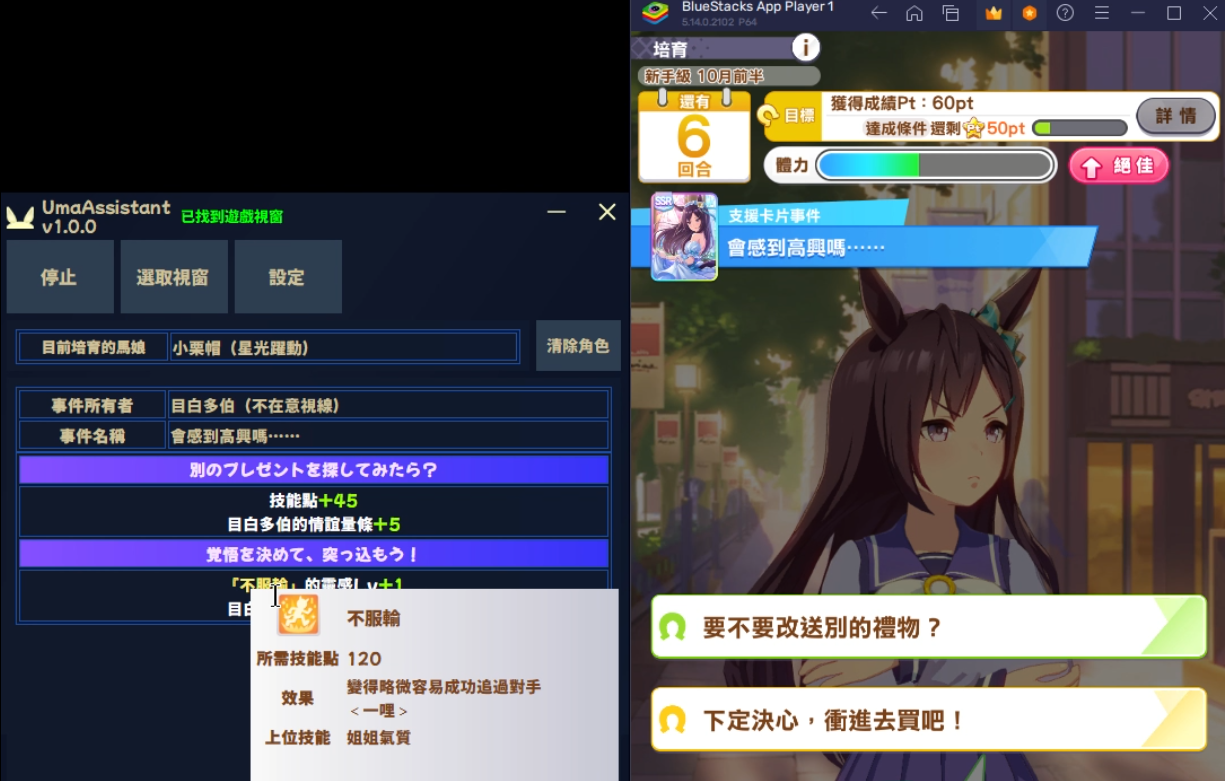 UmaAssistant
v1.0.0
已找到遊戲視窗
停止
選取視窗
設定
目前培育的馬娘
小栗帽（星光躍動）
清除角色
事件所有者
目白多伯（不在意視線）
事件名稱
會感到高興嗎……
別のプレゼントを探してみたら？
技能點+45
目白多伯的情誼量條+5
覚悟を決めて、突っ込もう！
「不服輸」的靈感Lv+1
目白
不服輸
所需技能點 120
效果
變得略微容易成功追過對手
＜一哩＞
上位技能 姐姐氣質
BlueStacks App Player 1
5.14.0.2102 P64
培育
i
新手級 10月前半
還有
6
回合
目標
獲得成績Pt：60pt
達成條件 還剩 Pt 50pt
詳情
體力
絕佳
SSR
支援卡片事件
會感到高興嗎……
要不要改送別的禮物？
下定決心，衝進去買吧！